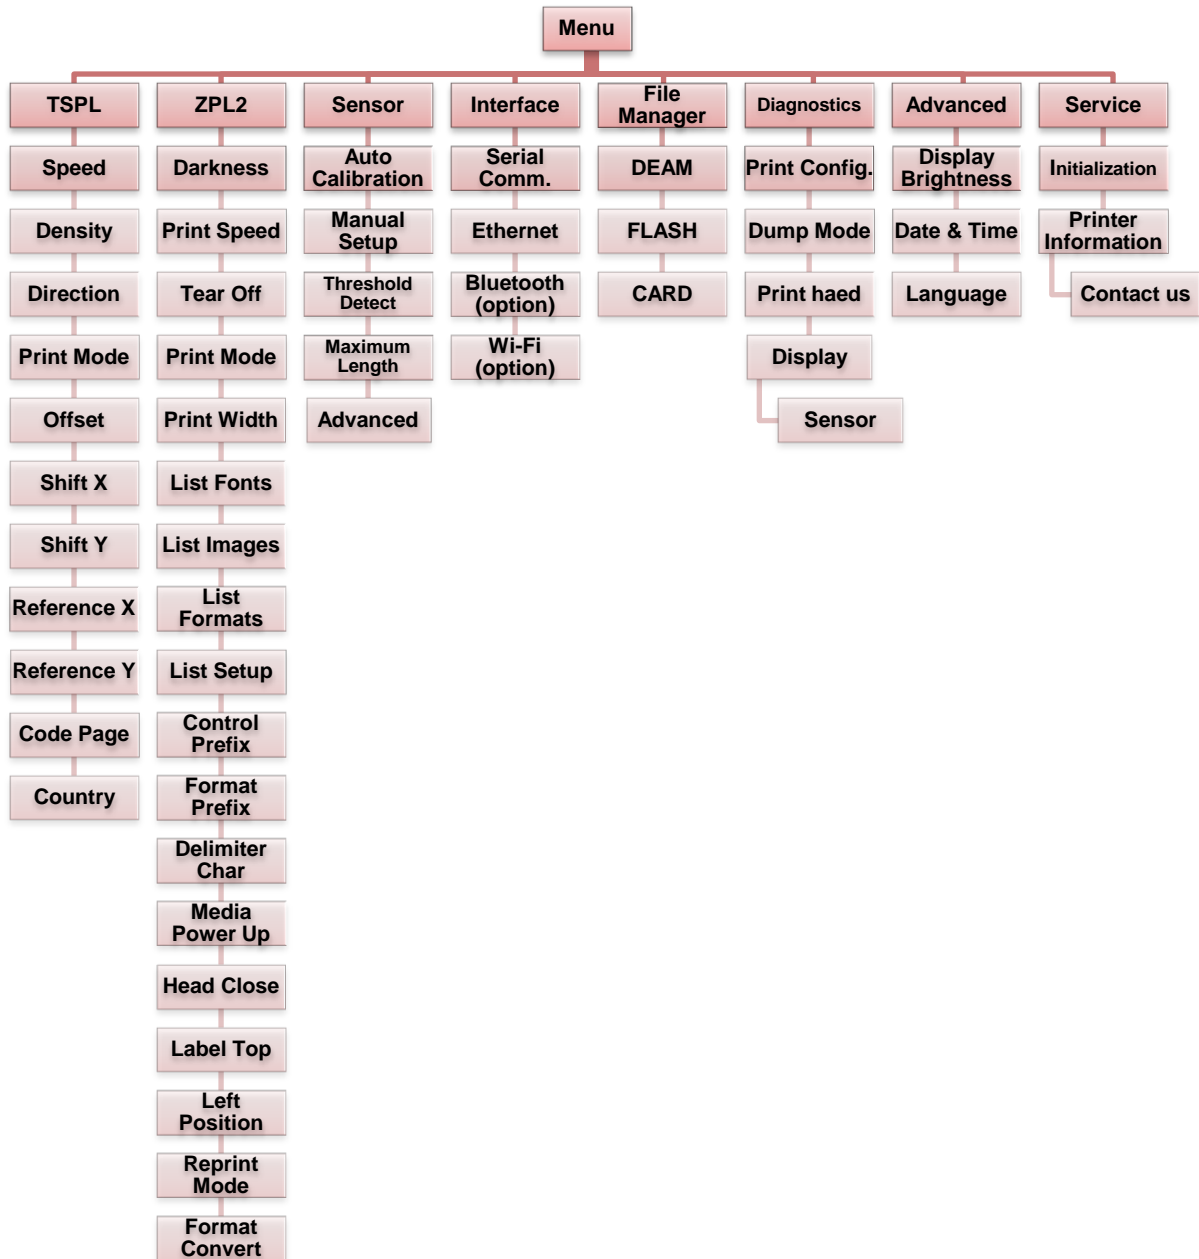 Menu
TSPL
Speed
Density
Direction
Print Mode
Offset
Shift X
Shift Y
Reference X
Reference Y
Code Page
Country
ZPL2
Darkness
Print Speed
Tear Off
Print Mode
Print Width
List Fonts
List Images
List
Formats
List Setup
Control
Prefix
Format
Prefix
Delimiter
Char
Media
Power Up
Head Close
Label Top
Left
Position
Reprint
Mode
Format
Convert
Sensor
Auto
Calibration
Manual
Setup
Threshold
Detect
Maximum
Length
Advanced
Interface
Serial
Comm.
Ethernet
Bluetooth
(option)
Wi-Fi
(option)
File
Manager
DEAM
FLASH
CARD
Diagnostics
Print Config.
Dump Mode
Print haed
Display
Sensor
Advanced
Display
Brightness
Date & Time
Language
Service
Initialization
Printer
Information
Contact us